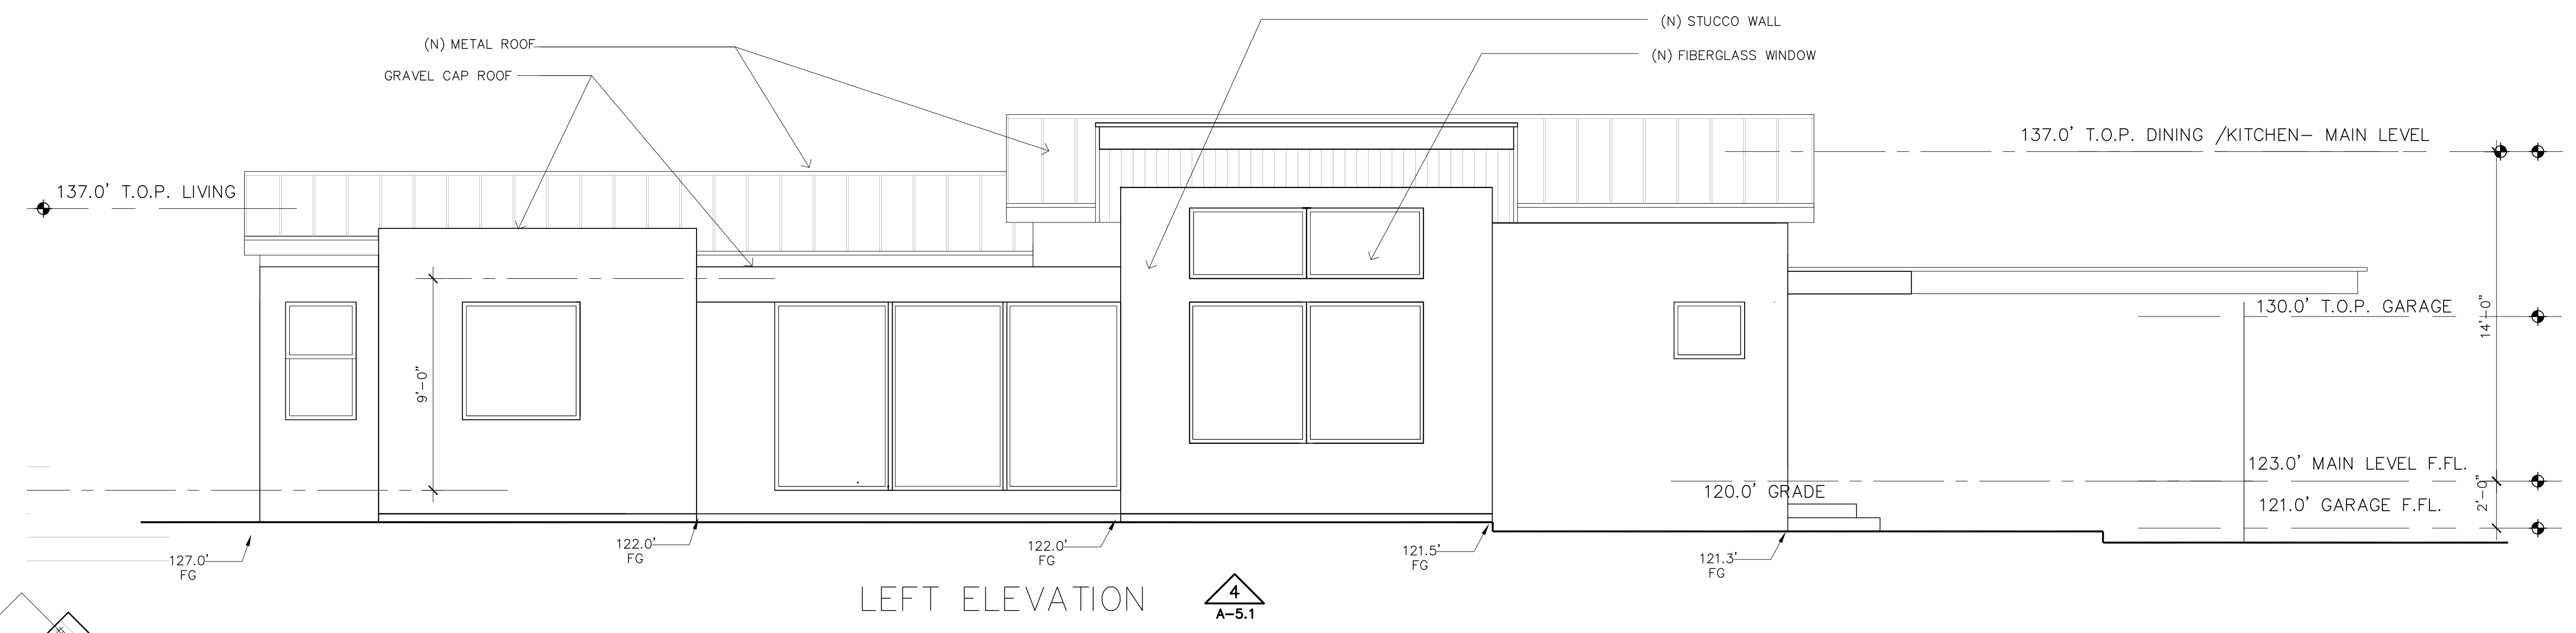 (N) STUCCO WALL
(N) METAL ROOF
(N) FIBERGLASS WINDOW
GRAVEL CAP ROOF
137.0' T.O.P. DINING /KITCHEN– MAIN LEVEL
137.0' T.O.P. LIVING
130.0' T.O.P. GARAGE
14'–0"
9'–0"
123.0' MAIN LEVEL F.FL.
120.0' GRADE
121.0' GARAGE F.FL.
2'–0"
127.0'
FG
122.0'
FG
122.0'
FG
121.5'
FG
121.3'
FG
LEFT ELEVATION
4
A–5.1